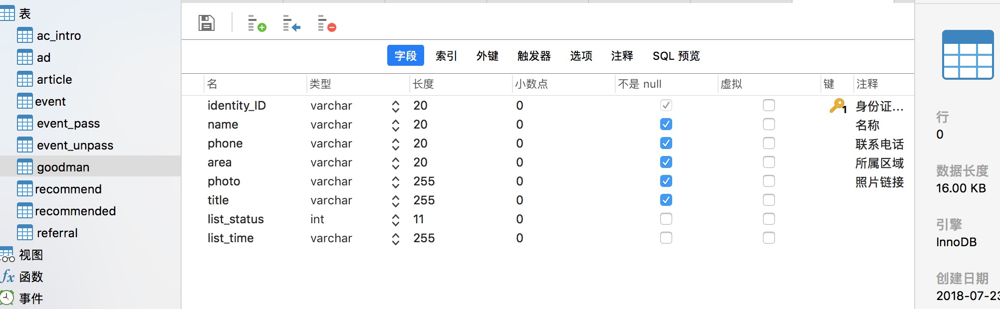 表
ac_intro
ad
article
event
event_pass
event_unpass
goodman
recommend
recommended
referral
视图
fx 函数
事件
字段 索引 外键 触发器 选项 注释 SQL 预览
名 类型 长度 小数点 不是 null 虚拟 键 注释
identity_ID varchar 20 0 1 身份证...
name varchar 20 0 名称
phone varchar 20 0 联系电话
area varchar 20 0 所属区域
photo varchar 255 0 照片链接
title varchar 255 0
list_status int 11 0
list_time varchar 255 0
行
0
数据长度
16.00 KB
引擎
InnoDB
创建日期
2018-07-23